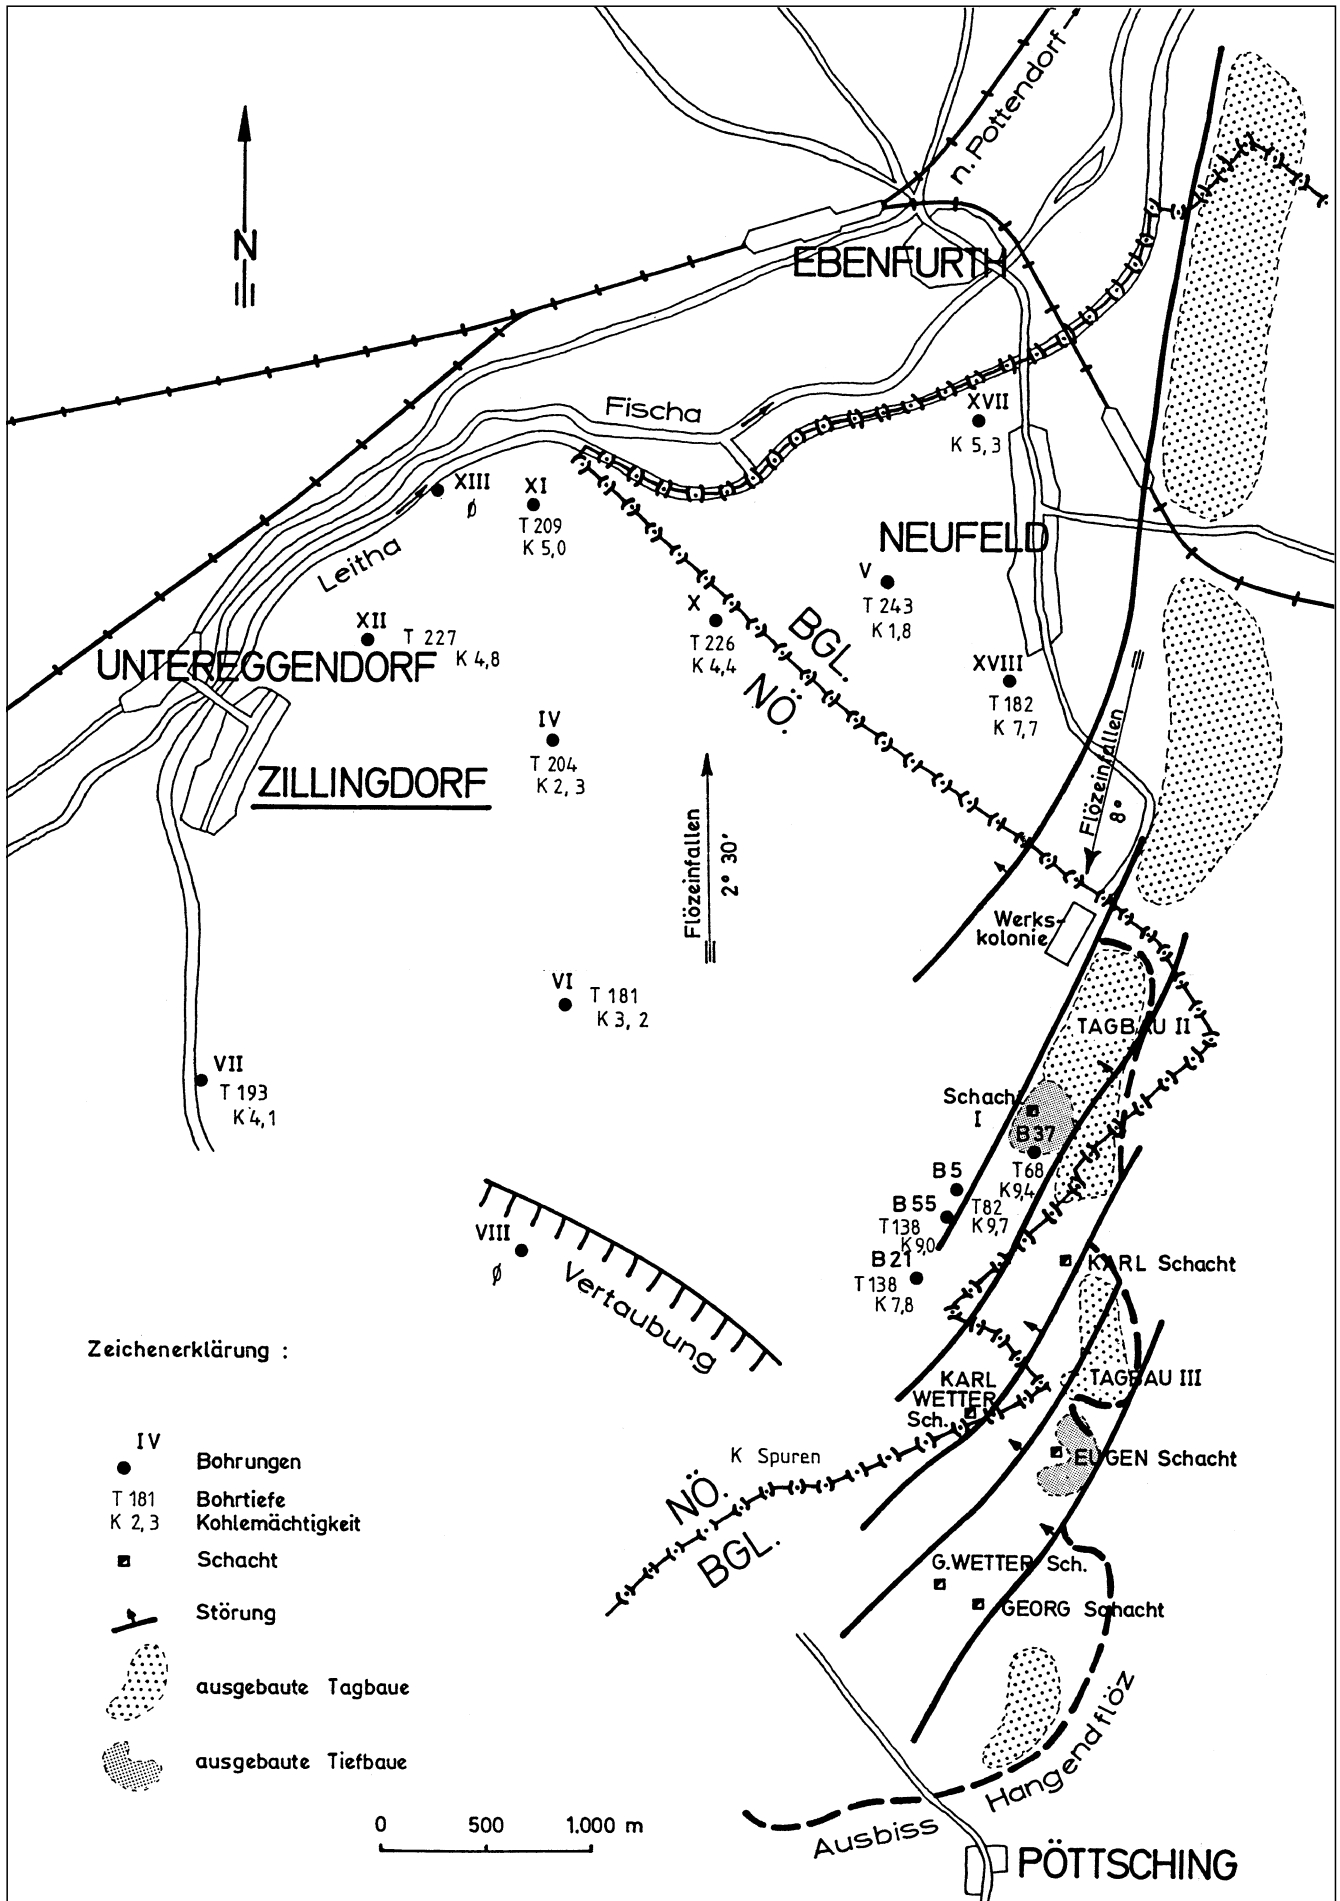 n. Pottendorf
N
EBENFURTH
Fischa
XVII
K 5,3
XIII
Ø
XI
T 209
K 5,0
Leitha
NEUFELD
V
T 243
K 1,8
X
T 226
K 4,4
BGL.
NÖ.
XII
T 227
K 4,8
UNTEREGGENDORF
XVIII
T 182
K 7,7
IV
T 204
K 2,3
ZILLINGDORF
Flözeinfallen
8°
Flözeinfallen
2° 30'
Werks-
kolonie
VI
T 181
K 3,2
TAGBAU II
VII
T 193
K 4,1
Schacht
I
B 37
T 68
K 9,4
B 5
T 82
K 9,7
B 55
T 138
K 9,0
B 21
T 138
K 7,8
VIII
Ø
Vertaubung
KARL Schacht
TAGBAU III
KARL
WETTER
Sch.
K Spuren
EUGEN Schacht
NÖ.
BGL.
G.WETTER Sch.
GEORG Schacht
Hangendflöz
Ausbiss
PÖTTSCHING
Zeichenerklärung :
IV
Bohrungen
T 181
Bohrtiefe
K 2,3
Kohlemächtigkeit
Schacht
Störung
ausgebaute Tagbaue
ausgebaute Tiefbaue
0 500 1.000 m